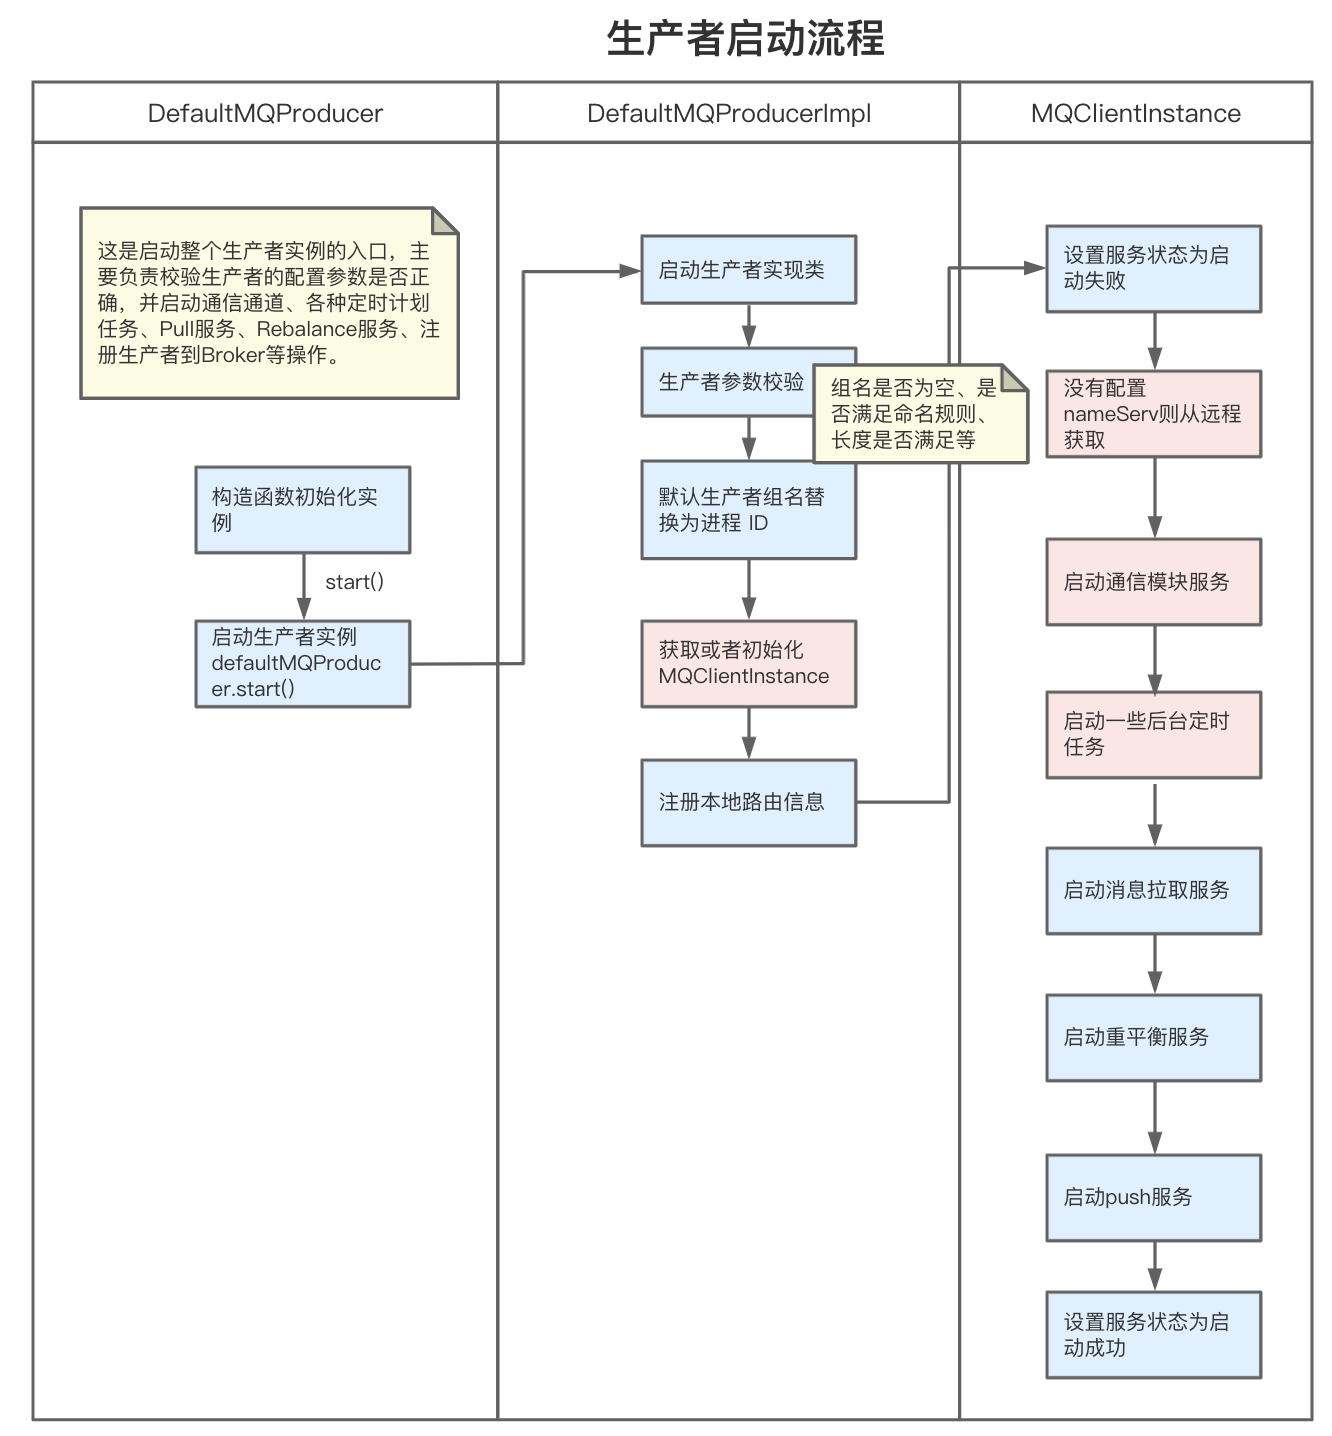 生产者启动流程
DefaultMQProducer
DefaultMQProducerImpl
MQClientInstance
这是启动整个生产者实例的入口，主
要负责校验生产者的配置参数是否正
确，并启动通信通道、各种定时计划
任务、Pull服务、Rebalance服务、注
册生产者到Broker等操作。
构造函数初始化实
例
start()
启动生产者实例
defaultMQProduc
er.start()
启动生产者实现类
生产者参数校验
组名是否为空、是
否满足命名规则、
长度是否满足等
默认生产者组名替
换为进程 ID
获取或者初始化
MQClientInstance
注册本地路由信息
设置服务状态为启
动失败
没有配置
nameServ则从远程
获取
启动通信模块服务
启动一些后台定时
任务
启动消息拉取服务
启动重平衡服务
启动push服务
设置服务状态为启
动成功